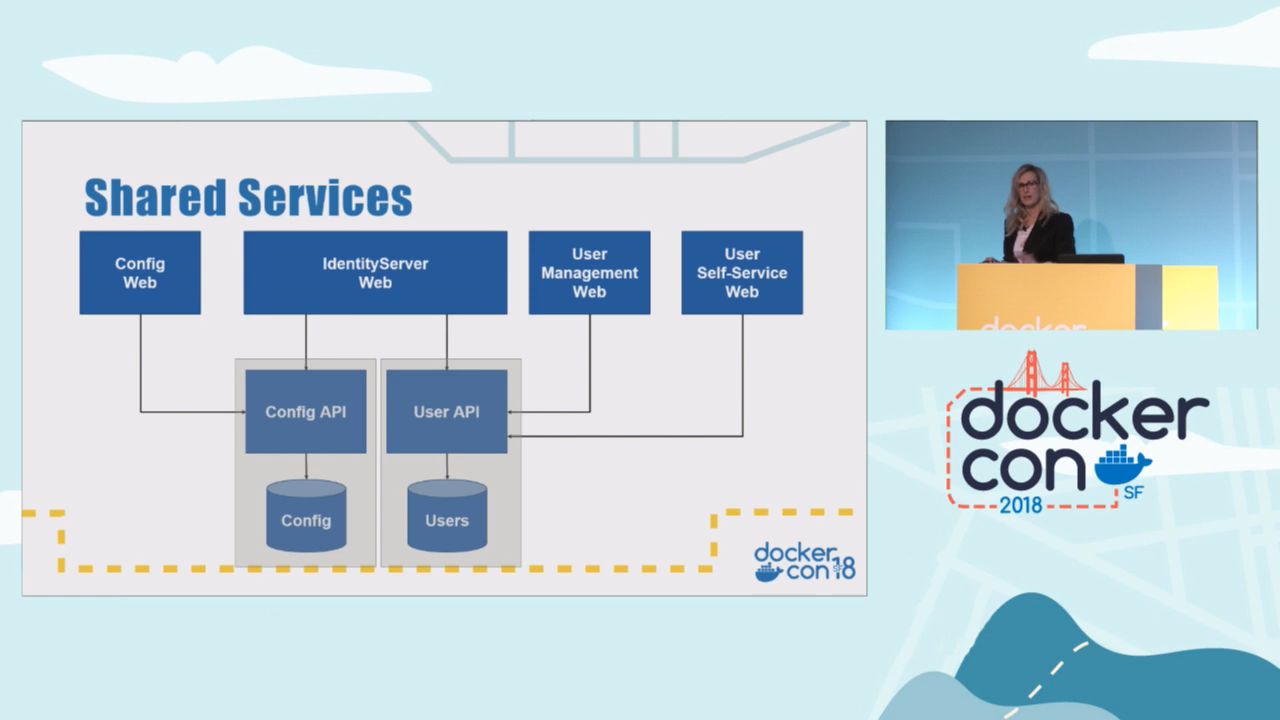 Shared Services
Config
Web
IdentityServer
Web
User
Management
Web
User
Self-Service
Web
Config API
User API
Config
Users
docker
con18
SF
docker
docker
con
SF
2018